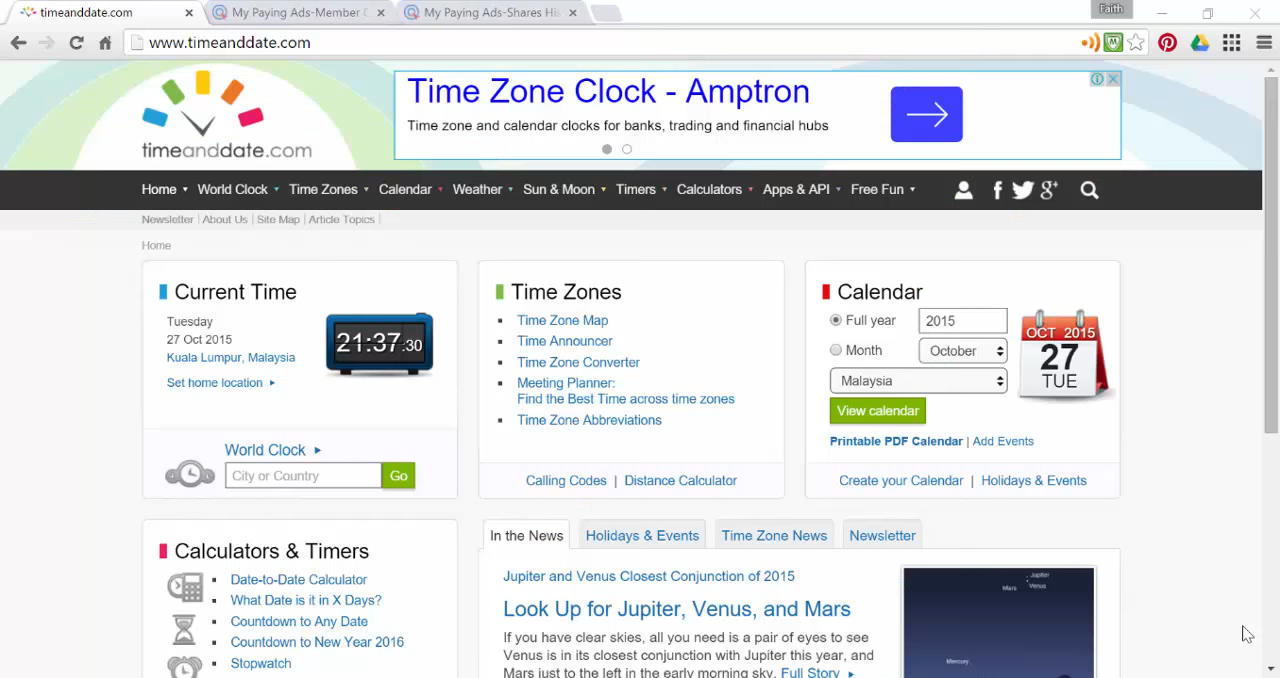 timeanddate.com
My Paying Ads-Member C
My Paying Ads-Shares His
Faith
www.timeanddate.com
timeanddate.com
Time Zone Clock - Amptron
Time zone and calendar clocks for banks, trading and financial hubs
Home World Clock Time Zones Calendar Weather Sun & Moon Timers Calculators Apps & API Free Fun
Newsletter | About Us | Site Map | Article Topics |
Home
Current Time
Tuesday
27 Oct 2015
Kuala Lumpur, Malaysia
Set home location
21:37.30
World Clock
City or Country
Go
Time Zones
Time Zone Map
Time Announcer
Time Zone Converter
Meeting Planner:
Find the Best Time across time zones
Time Zone Abbreviations
Calling Codes | Distance Calculator
Calendar
Full year
2015
Month
October
Malaysia
View calendar
OCT 2015
27
TUE
Printable PDF Calendar | Add Events
Create your Calendar | Holidays & Events
Calculators & Timers
Date-to-Date Calculator
What Date is it in X Days?
Countdown to Any Date
Countdown to New Year 2016
Stopwatch
In the News
Holidays & Events
Time Zone News
Newsletter
Jupiter and Venus Closest Conjunction of 2015
Look Up for Jupiter, Venus, and Mars
If you have clear skies, all you need is a pair of eyes to see
Venus is in its closest conjunction with Jupiter this year, and
Mars just to the left in the early morning sky. Full Story
Jupiter
Mars
Venus
Mercury